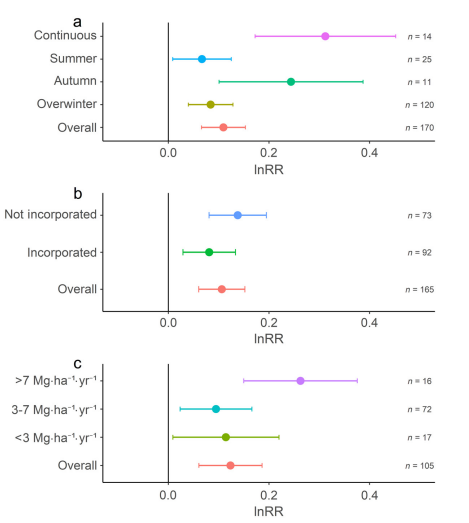 a
Continuous n = 14
Summer n = 25
Autumn n = 11
Overwinter n = 120
Overall n = 170
0.0 0.2 0.4
lnRR
b
Not incorporated n = 73
Incorporated n = 92
Overall n = 165
0.0 0.2 0.4
lnRR
c
>7 Mg·ha⁻¹·yr⁻¹ n = 16
3-7 Mg·ha⁻¹·yr⁻¹ n = 72
<3 Mg·ha⁻¹·yr⁻¹ n = 17
Overall n = 105
0.0 0.2 0.4
lnRR